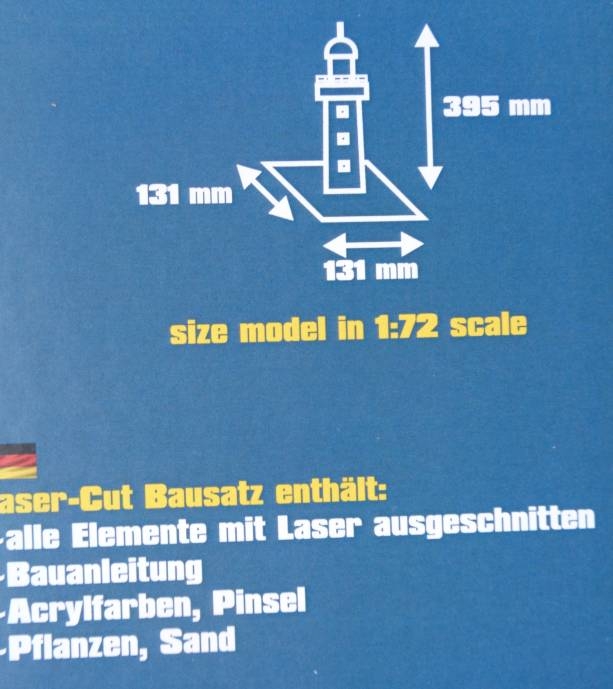 395 mm
131 mm
131 mm
size model in 1:72 scale
aser-Cut Bausatz enthält:
-alle Elemente mit Laser ausgeschnitten
-Bauanleitung
-Acrylfarben, Pinsel
-Pflanzen, Sand